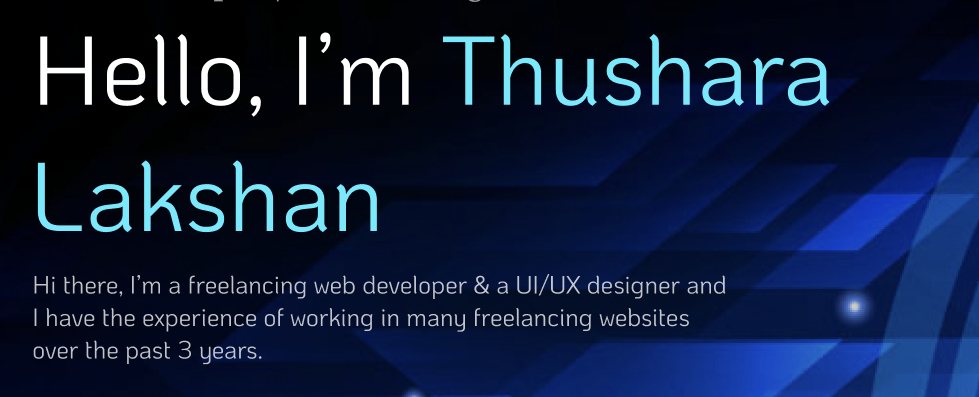 Hello, I’m Thushara
Lakshan
Hi there, I’m a freelancing web developer & a UI/UX designer and
I have the experience of working in many freelancing websites
over the past 3 years.